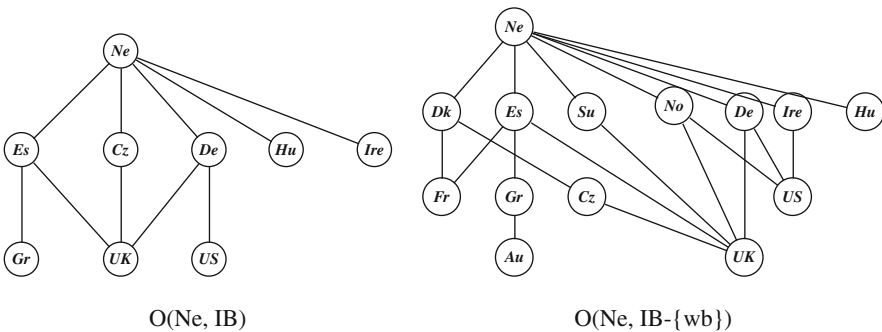 Ne
Es Cz De Hu Ire
Gr UK US
O(Ne, IB)
Ne
Dk Es Su No De Ire Hu
Fr Gr Cz US
Au UK
O(Ne, IB-{wb})